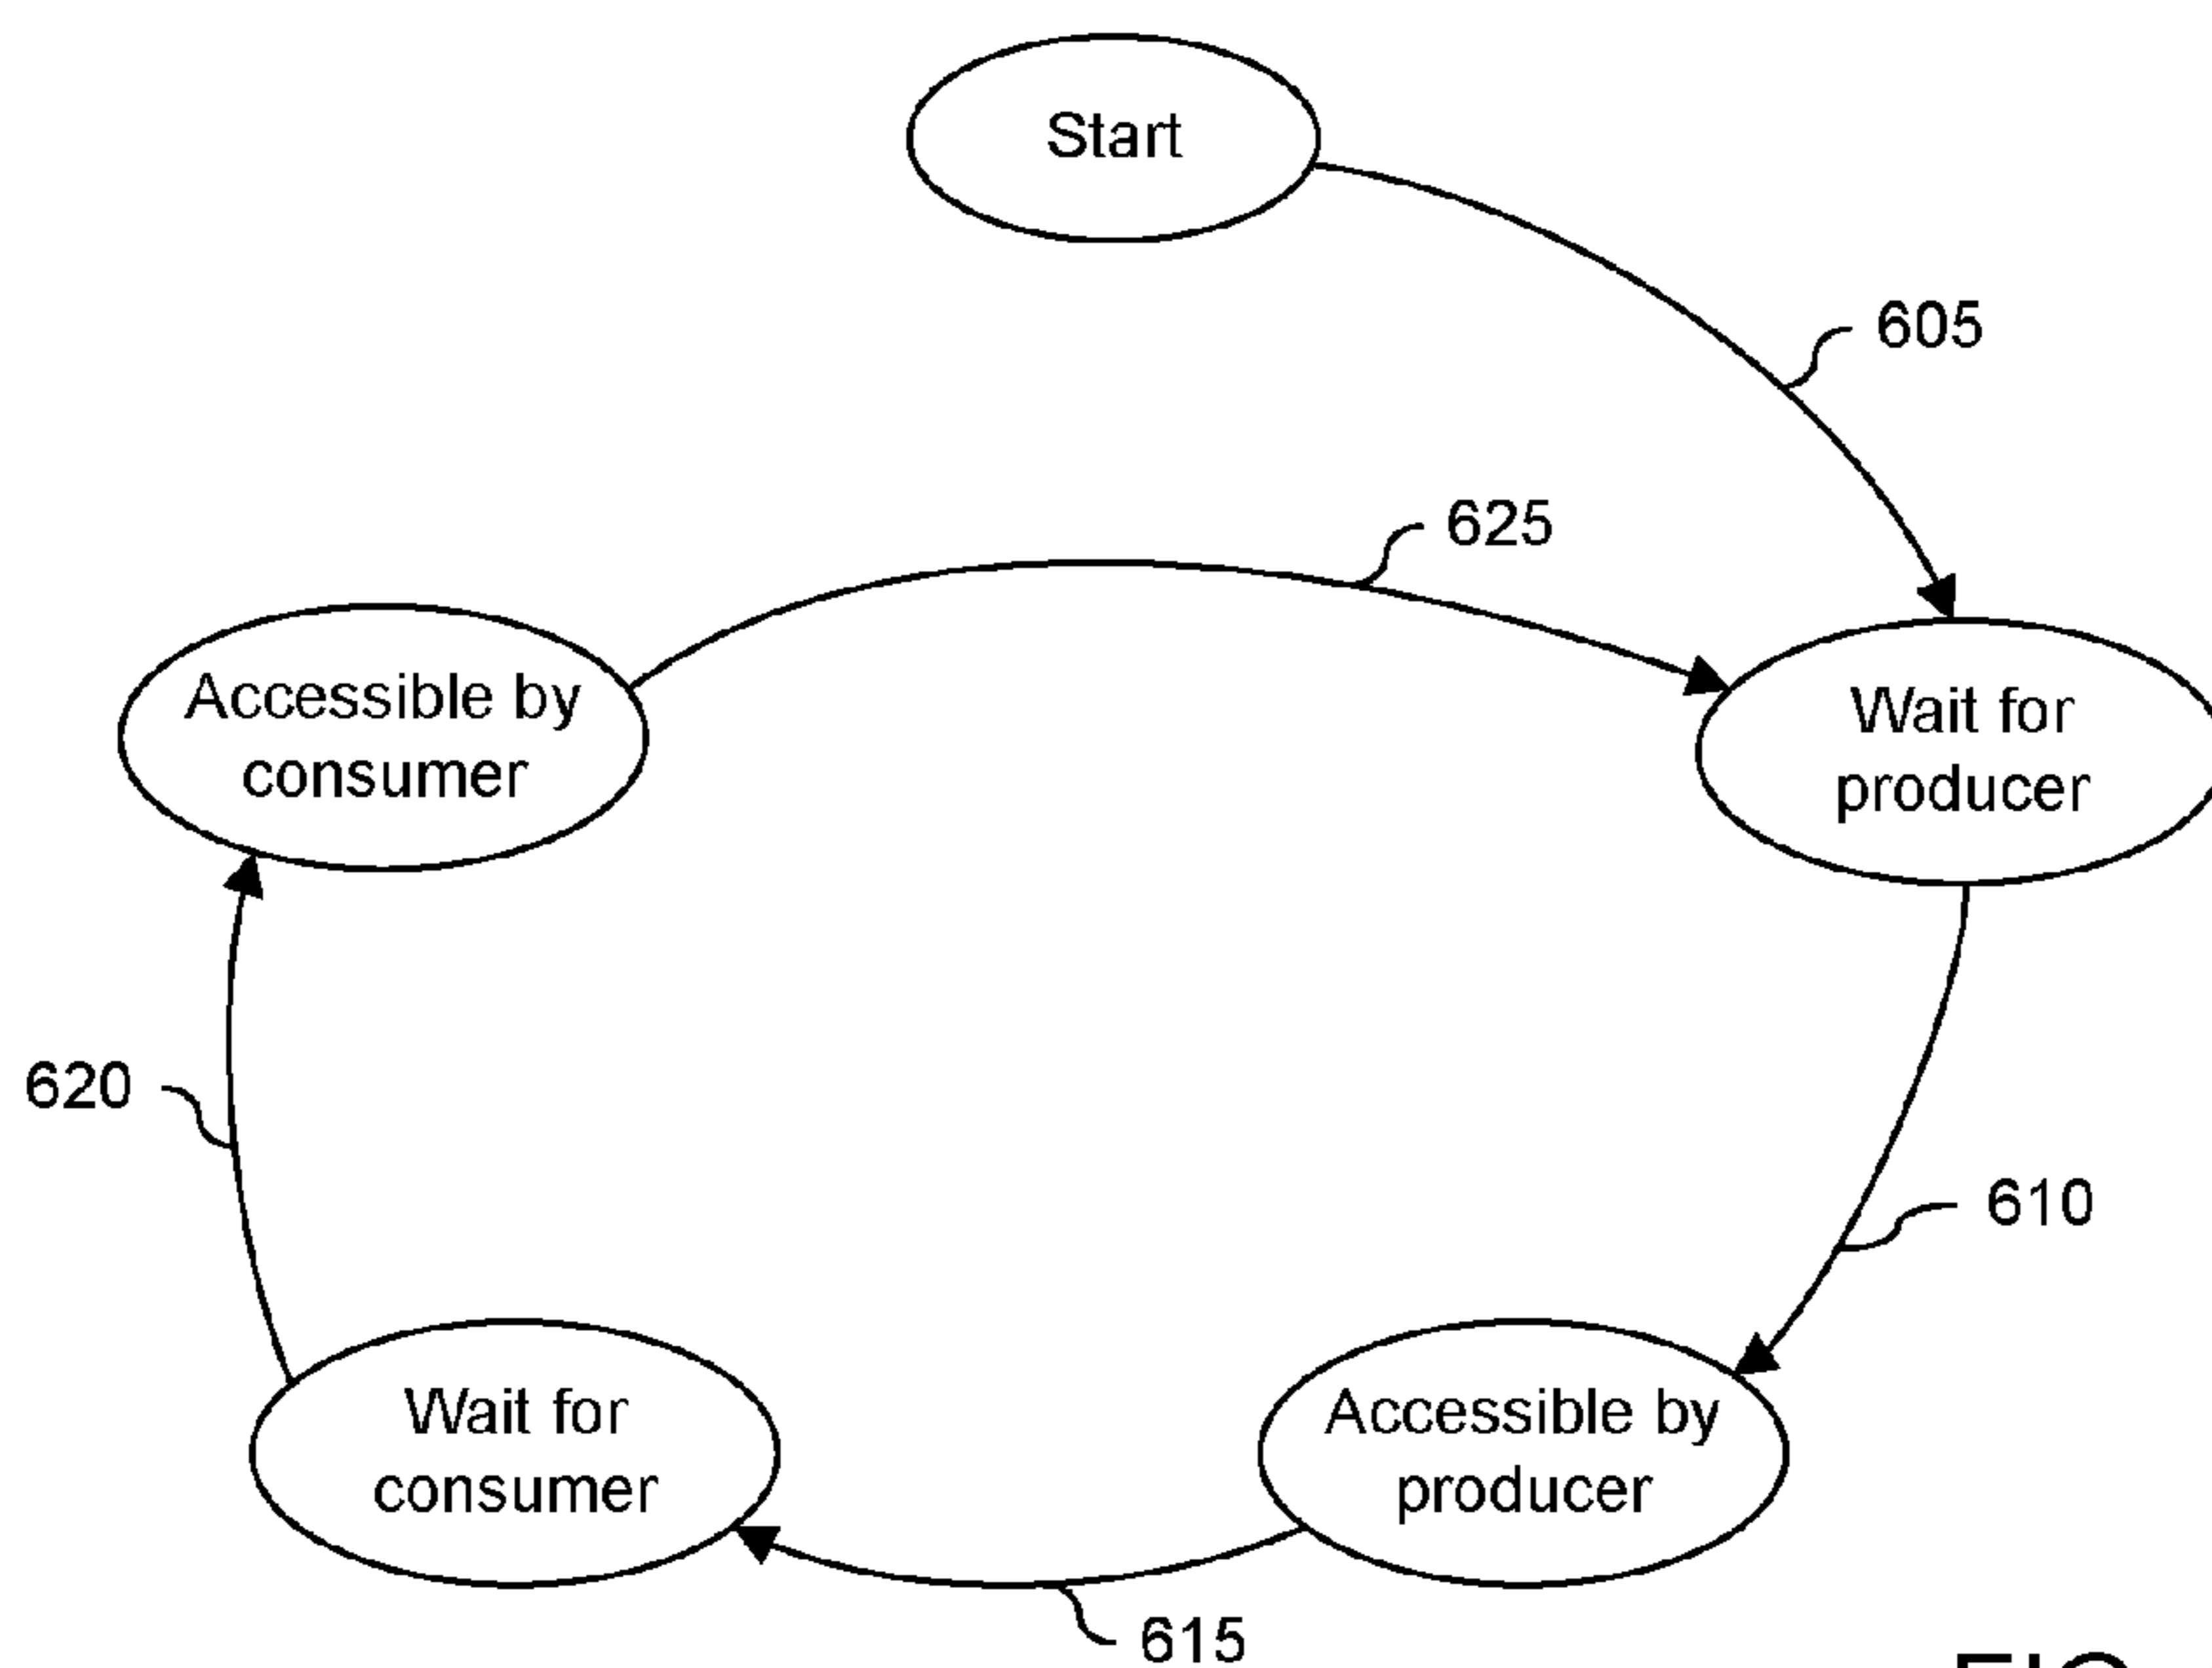 Start
605
625
Accessible by
consumer
Wait for
producer
620
610
Wait for
consumer
Accessible by
producer
615